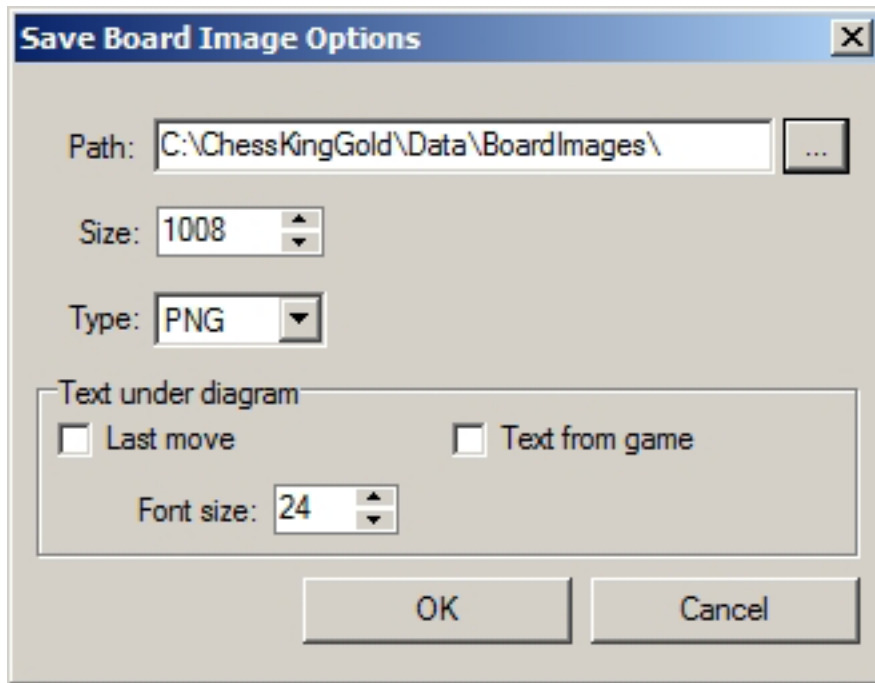 Save Board Image Options
Path: C:\ChessKingGold\Data\BoardImages\ ...
Size: 1008
Type: PNG
Text under diagram
Last move Text from game
Font size: 24
OK Cancel